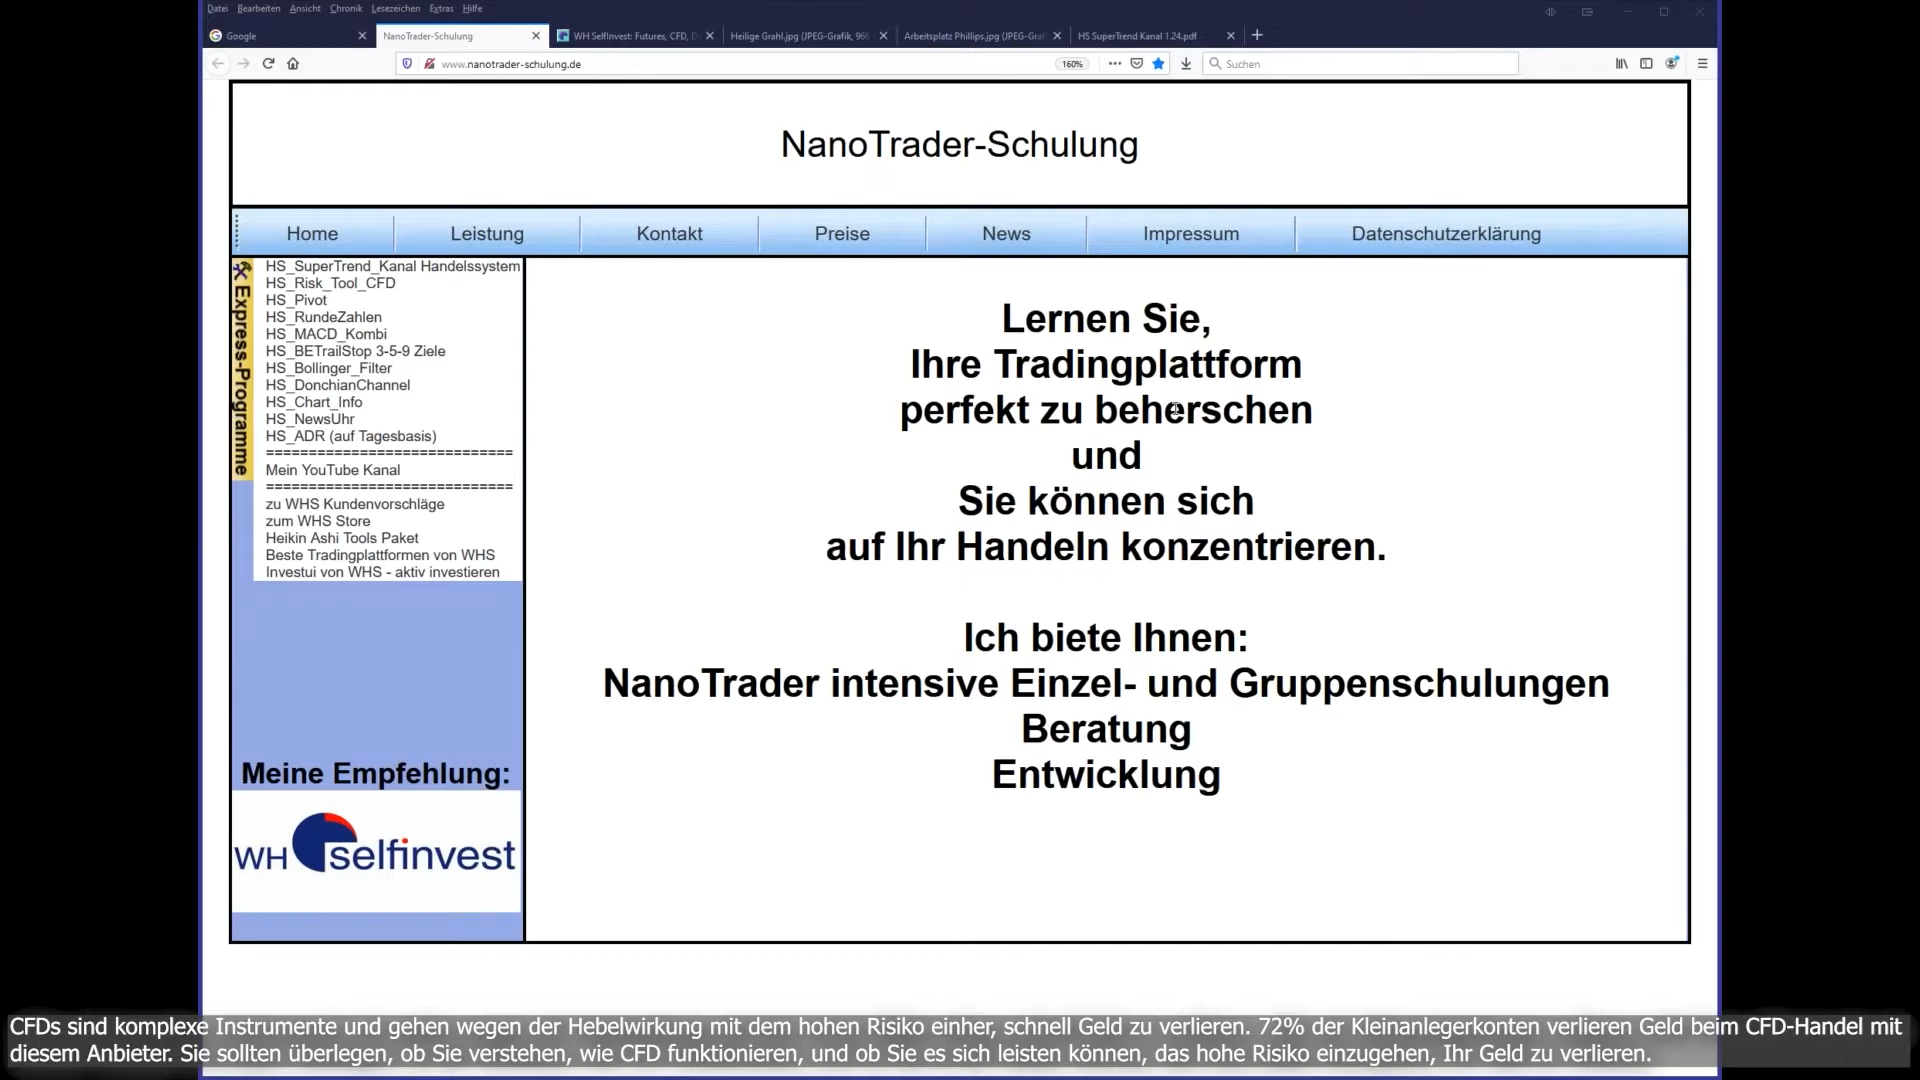 Datei Bearbeiten Ansicht Chronik Lesezeichen Extras Hilfe
Google
NanoTrader-Schulung
WH SelfInvest: Futures, CFD, D
Heilige Grahl.jpg (JPEG-Grafik, 966
Arbeitsplatz Phillips.jpg (JPEG-Graf
HS SuperTrend Kanal 1.24.pdf
www.nanotrader-schulung.de
160%
Suchen
NanoTrader-Schulung
Home Leistung Kontakt Preise News Impressum Datenschutzerklärung
Express-Programme
HS_SuperTrend_Kanal Handelssystem
HS_Risk_Tool_CFD
HS_Pivot
HS_RundeZahlen
HS_MACD_Kombi
HS_BETrailStop 3-5-9 Ziele
HS_Bollinger_Filter
HS_DonchianChannel
HS_Chart_Info
HS_NewsUhr
HS_ADR (auf Tagesbasis)
=============================
Mein YouTube Kanal
=============================
zu WHS Kundenvorschläge
zum WHS Store
Heikin Ashi Tools Paket
Beste Tradingplattformen von WHS
Investui von WHS - aktiv investieren
Meine Empfehlung:
WH selfinvest
Lernen Sie,
Ihre Tradingplattform
perfekt zu beherschen
und
Sie können sich
auf Ihr Handeln konzentrieren.
Ich biete Ihnen:
NanoTrader intensive Einzel- und Gruppenschulungen
Beratung
Entwicklung
CFDs sind komplexe Instrumente und gehen wegen der Hebelwirkung mit dem hohen Risiko einher, schnell Geld zu verlieren. 72% der Kleinanlegerkonten verlieren Geld beim CFD-Handel mit
diesem Anbieter. Sie sollten überlegen, ob Sie verstehen, wie CFD funktionieren, und ob Sie es sich leisten können, das hohe Risiko einzugehen, Ihr Geld zu verlieren.